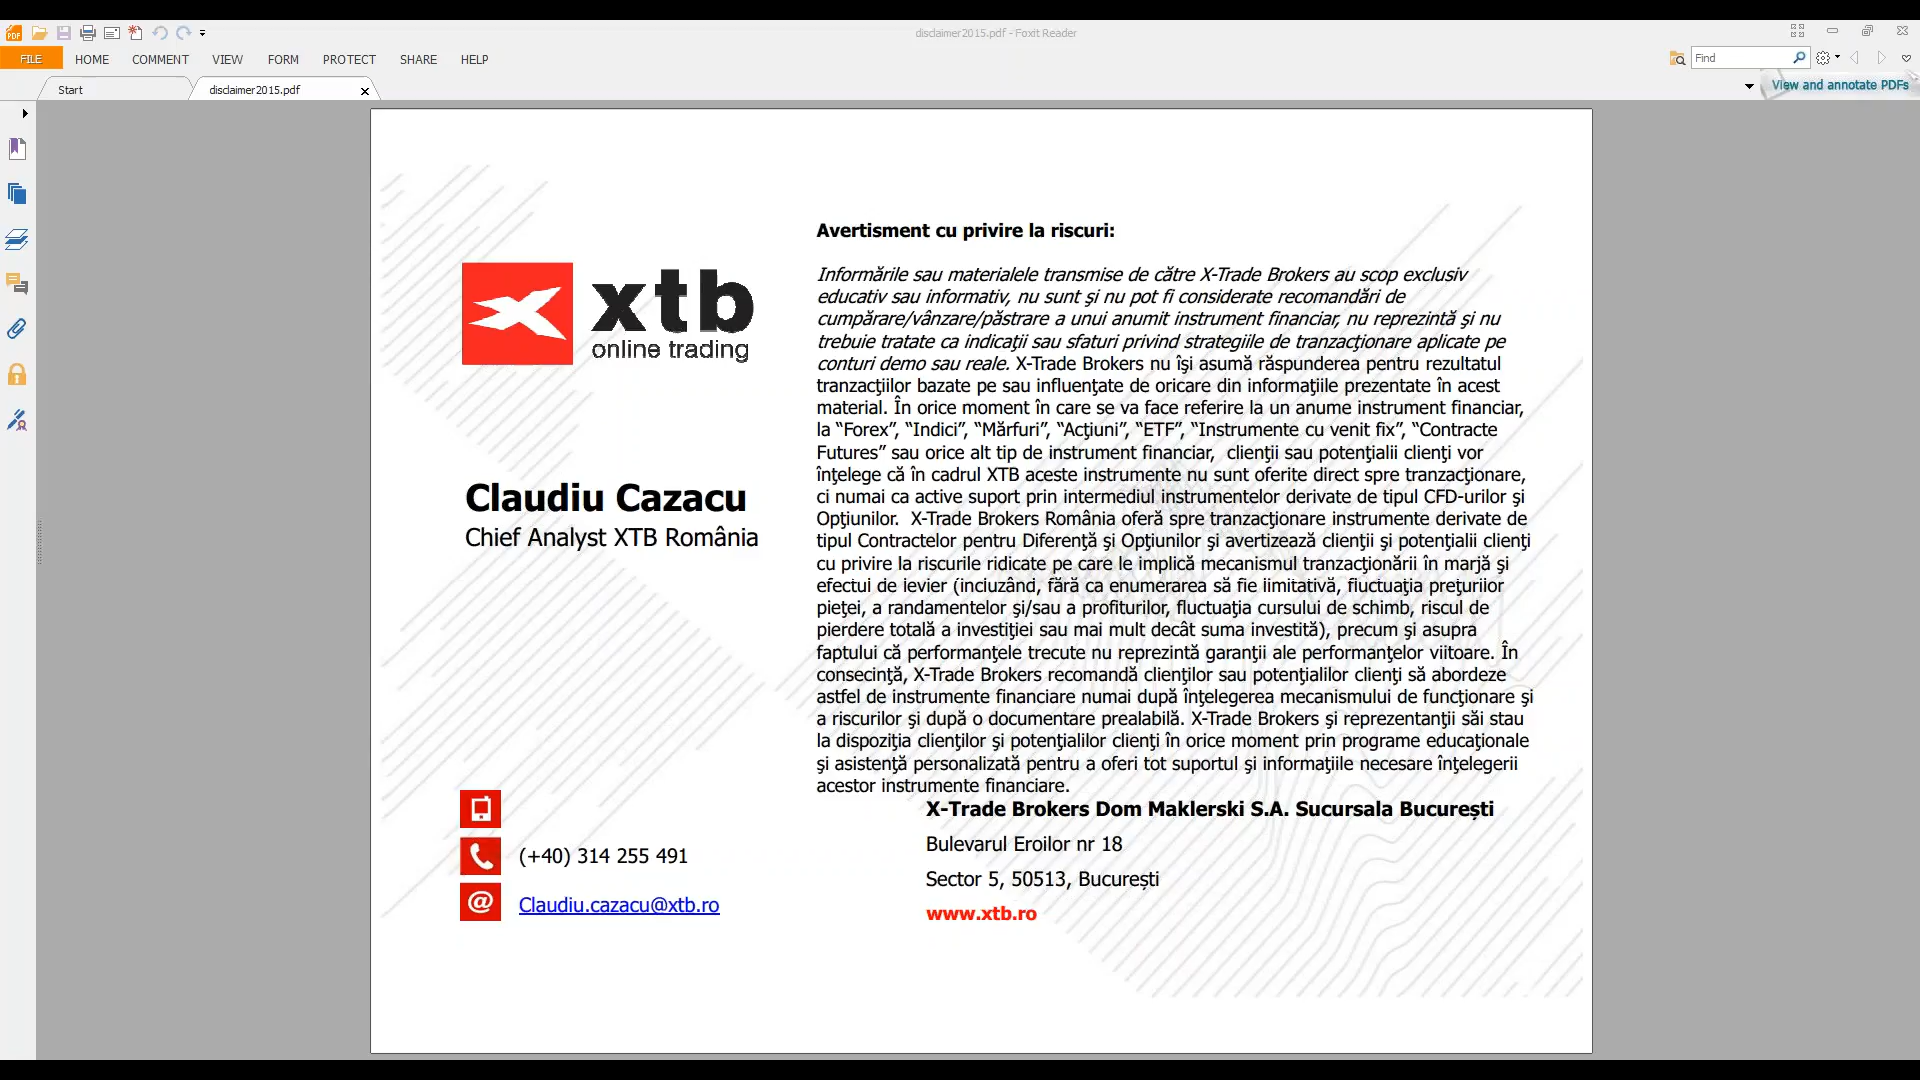 disclaimer2015.pdf - Foxit Reader
FILE HOME COMMENT VIEW FORM PROTECT SHARE HELP
Find
Start
disclaimer2015.pdf
View and annotate PDFs
xtb
online trading
Claudiu Cazacu
Chief Analyst XTB România
(+40) 314 255 491
Claudiu.cazacu@xtb.ro
Avertisment cu privire la riscuri:
Informările sau materialele transmise de către X-Trade Brokers au scop exclusiv
educativ sau informativ, nu sunt şi nu pot fi considerate recomandări de
cumpărare/vânzare/păstrare a unui anumit instrument financiar, nu reprezintă şi nu
trebuie tratate ca indicaţii sau sfaturi privind strategiile de tranzacţionare aplicate pe
conturi demo sau reale. X-Trade Brokers nu îşi asumă răspunderea pentru rezultatul
tranzacţiilor bazate pe sau influenţate de oricare din informaţiile prezentate în acest
material. În orice moment în care se va face referire la un anume instrument financiar,
la “Forex”, “Indici”, “Mărfuri”, “Acţiuni”, “ETF”, “Instrumente cu venit fix”, “Contracte
Futures” sau orice alt tip de instrument financiar, clienţii sau potenţialii clienţi vor
înţelege că în cadrul XTB aceste instrumente nu sunt oferite direct spre tranzacţionare,
ci numai ca active suport prin intermediul instrumentelor derivate de tipul CFD-urilor şi
Opţiunilor. X-Trade Brokers România oferă spre tranzacţionare instrumente derivate de
tipul Contractelor pentru Diferenţă şi Opţiunilor şi avertizează clienţii şi potenţialii clienţi
cu privire la riscurile ridicate pe care le implică mecanismul tranzacţionării în marjă şi
efectul de levier (incluzând, fără ca enumerarea să fie limitativă, fluctuaţia preţurilor
pieţei, a randamentelor şi/sau a profiturilor, fluctuaţia cursului de schimb, riscul de
pierdere totală a investiţiei sau mai mult decât suma investită), precum şi asupra
faptului că performanţele trecute nu reprezintă garanţii ale performanţelor viitoare. În
consecinţă, X-Trade Brokers recomandă clienţilor sau potenţialilor clienţi să abordeze
astfel de instrumente financiare numai după înţelegerea mecanismului de funcţionare şi
a riscurilor şi după o documentare prealabilă. X-Trade Brokers şi reprezentanţii săi stau
la dispoziţia clienţilor şi potenţialilor clienţi în orice moment prin programe educaţionale
şi asistenţă personalizată pentru a oferi tot suportul şi informaţiile necesare înţelegerii
acestor instrumente financiare.
X-Trade Brokers Dom Maklerski S.A. Sucursala București
Bulevarul Eroilor nr 18
Sector 5, 50513, București
www.xtb.ro